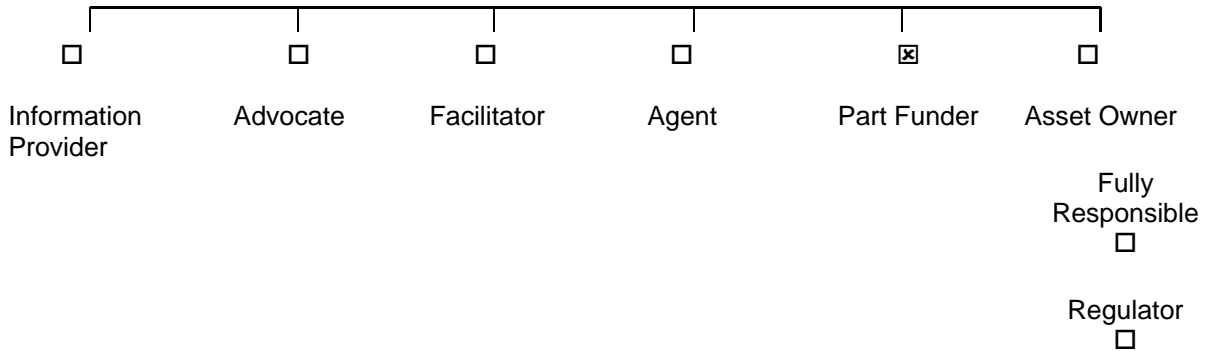 ☐ ☐ ☐ ☐ ☒ ☐
Information Provider
Advocate
Facilitator
Agent
Part Funder
Asset Owner
Fully
Responsible
☐
Regulator
☐